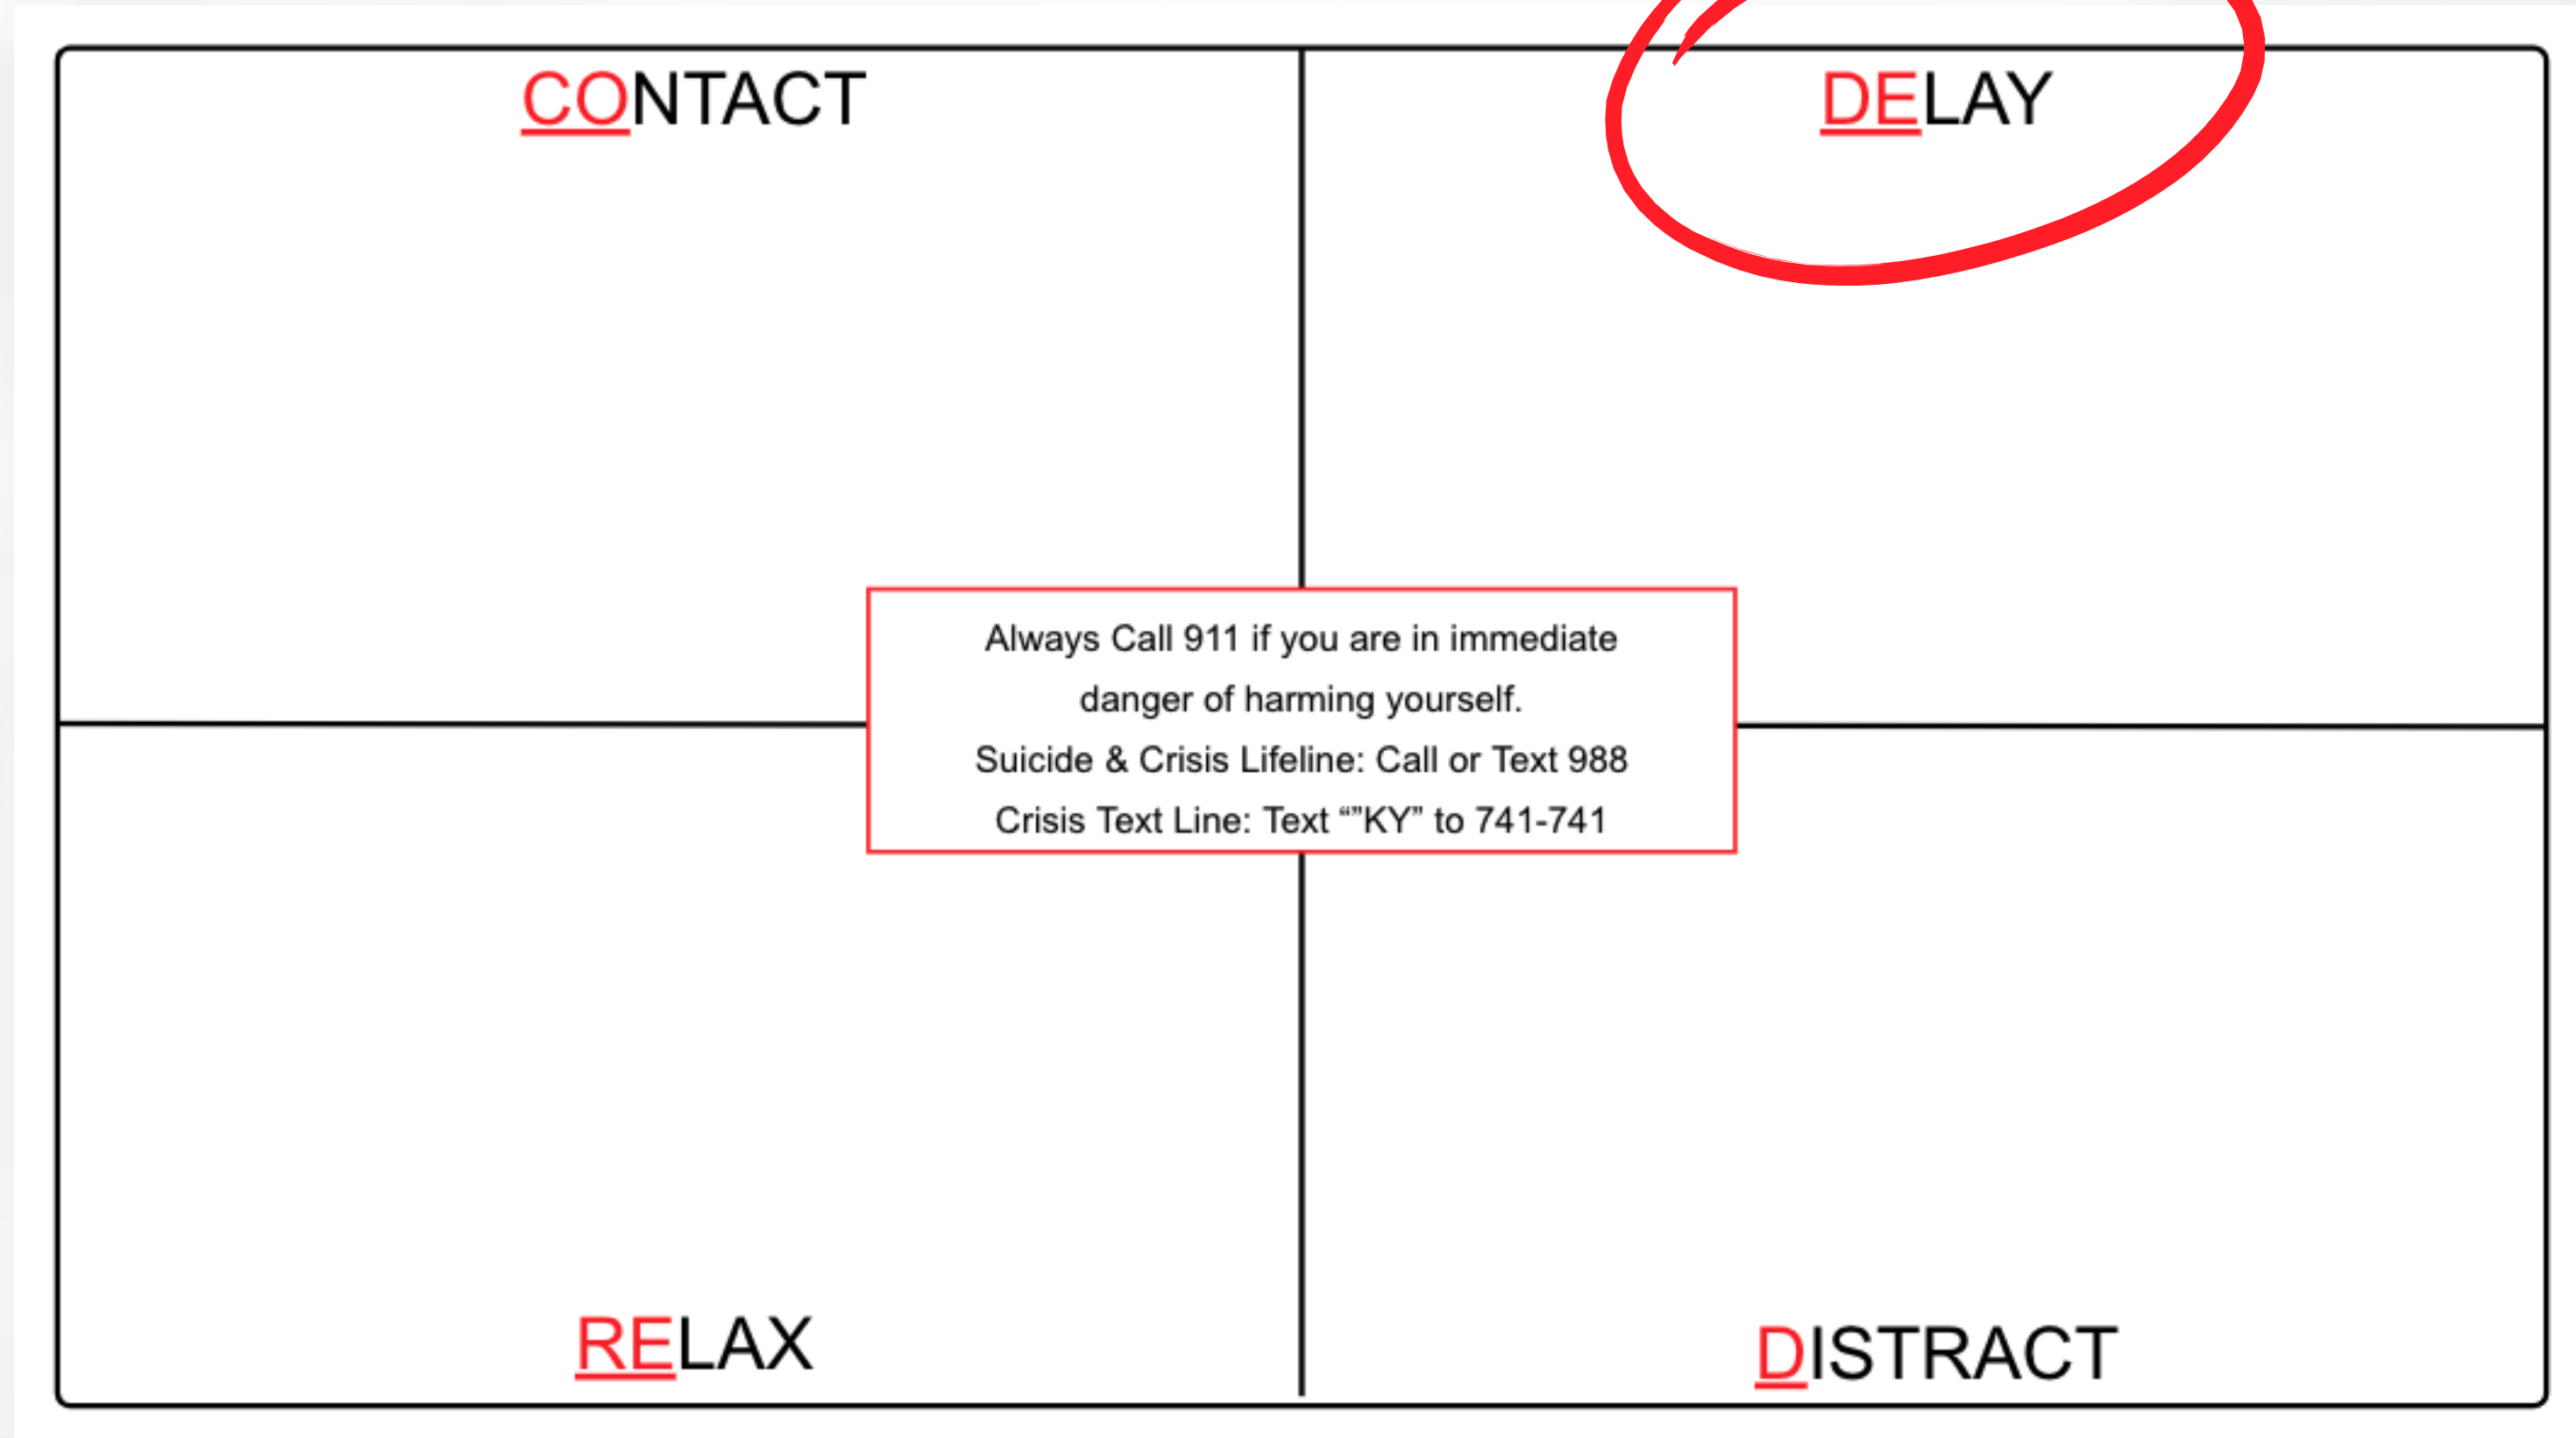 CONTACT
DELAY
Always Call 911 if you are in immediate
danger of harming yourself.
Suicide & Crisis Lifeline: Call or Text 988
Crisis Text Line: Text “”KY” to 741-741
RELAX
DISTRACT